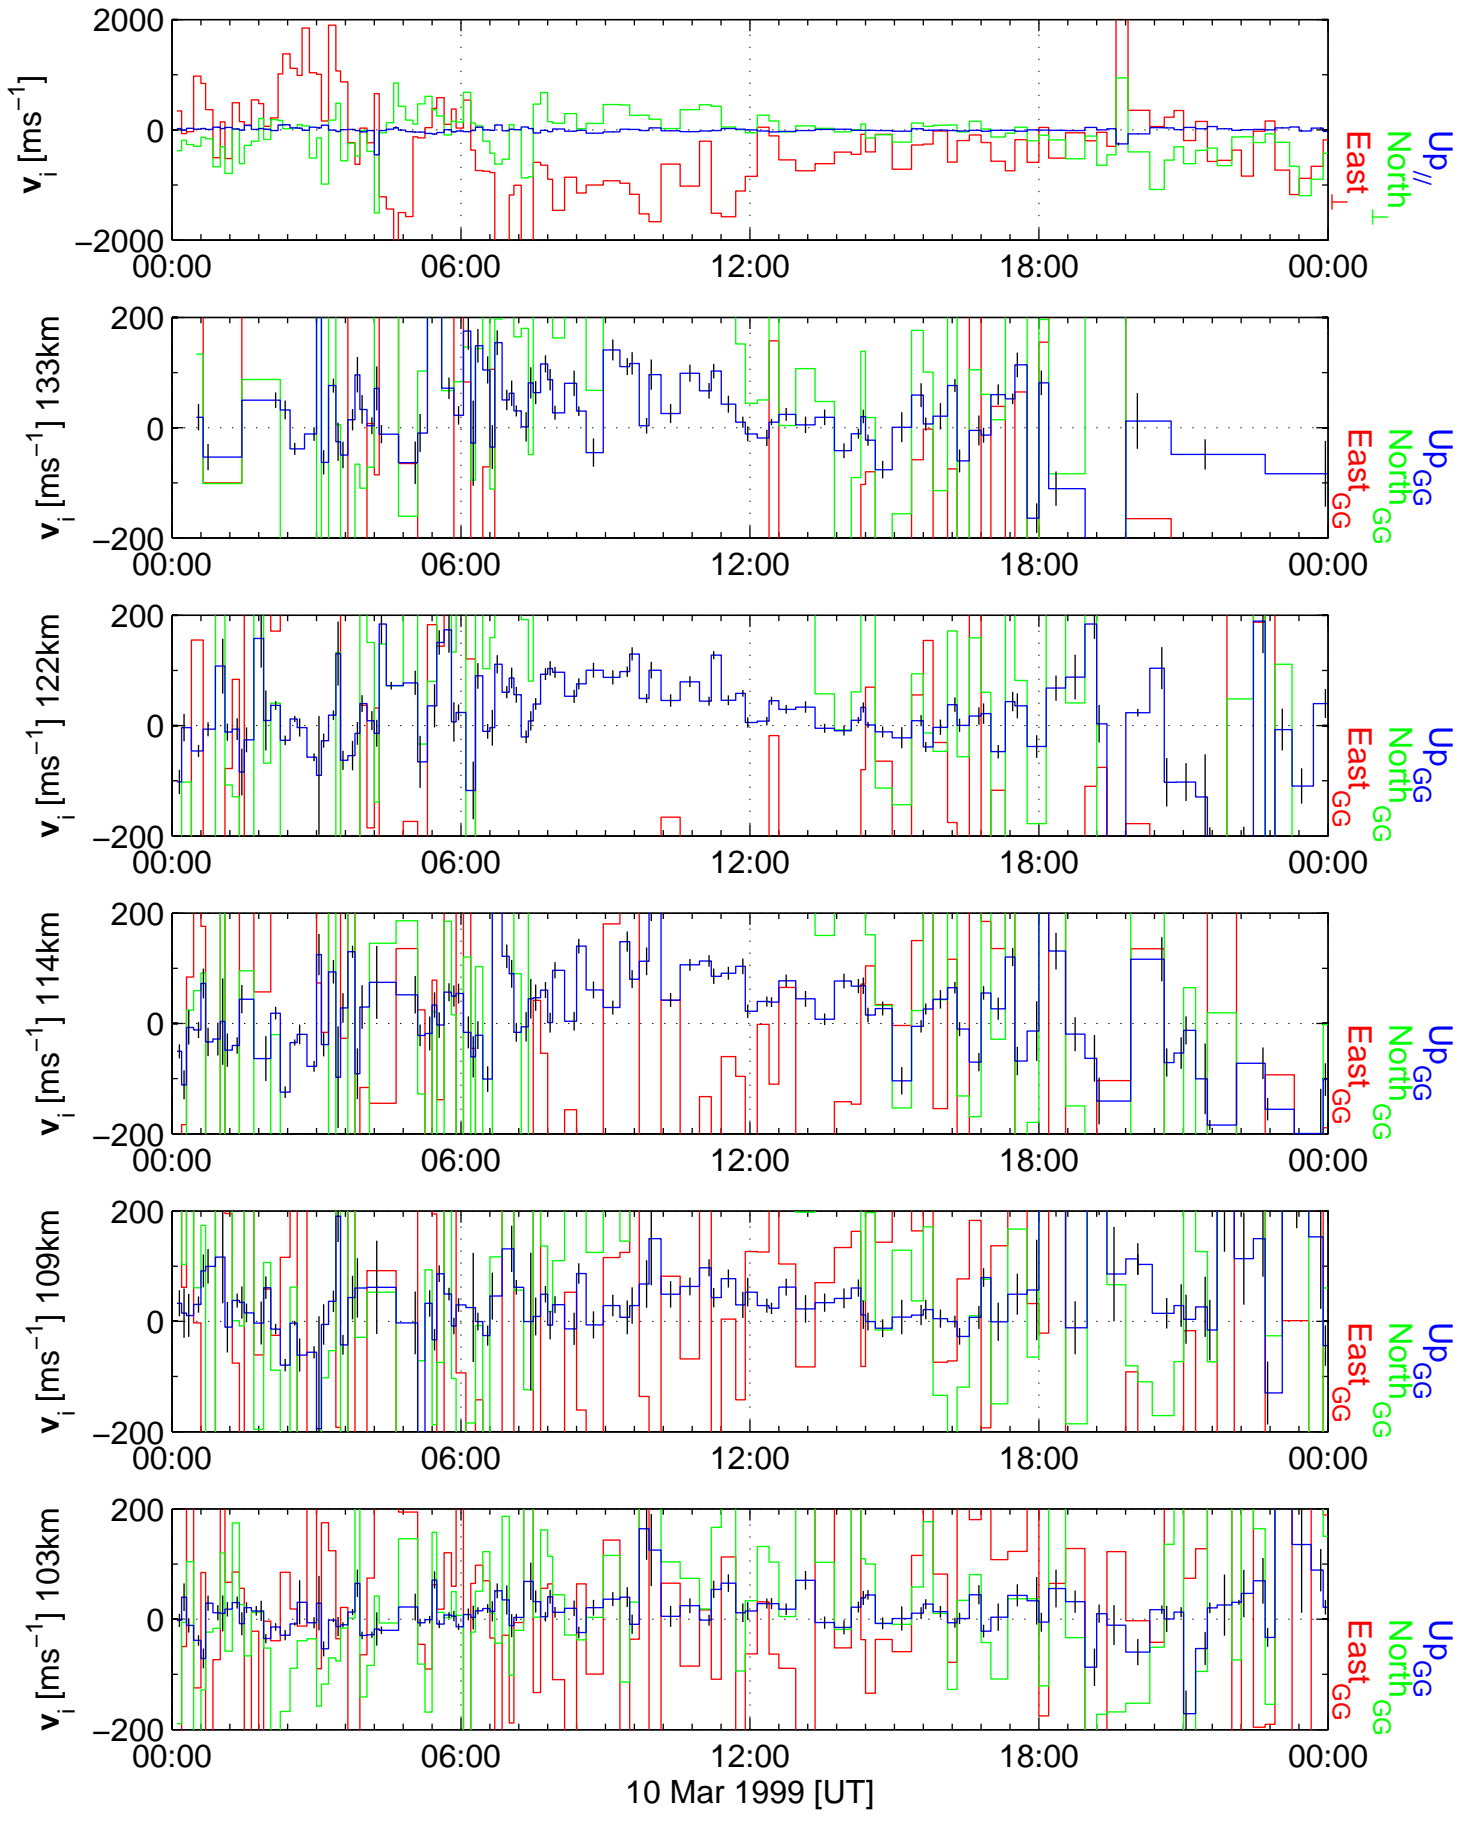 2000
0
−2000
v_i [ms^−1]
00:00 06:00 12:00 18:00 00:00
East_⊥
North_⊥
Up_//
200
0
−200
v_i [ms^−1] 133km
00:00 06:00 12:00 18:00 00:00
East_GG
North_GG
Up_GG
200
0
−200
v_i [ms^−1] 122km
00:00 06:00 12:00 18:00 00:00
East_GG
North_GG
Up_GG
200
0
−200
v_i [ms^−1] 114km
00:00 06:00 12:00 18:00 00:00
East_GG
North_GG
Up_GG
200
0
−200
v_i [ms^−1] 109km
00:00 06:00 12:00 18:00 00:00
East_GG
North_GG
Up_GG
200
0
−200
v_i [ms^−1] 103km
00:00 06:00 12:00 18:00 00:00
East_GG
North_GG
Up_GG
10 Mar 1999 [UT]